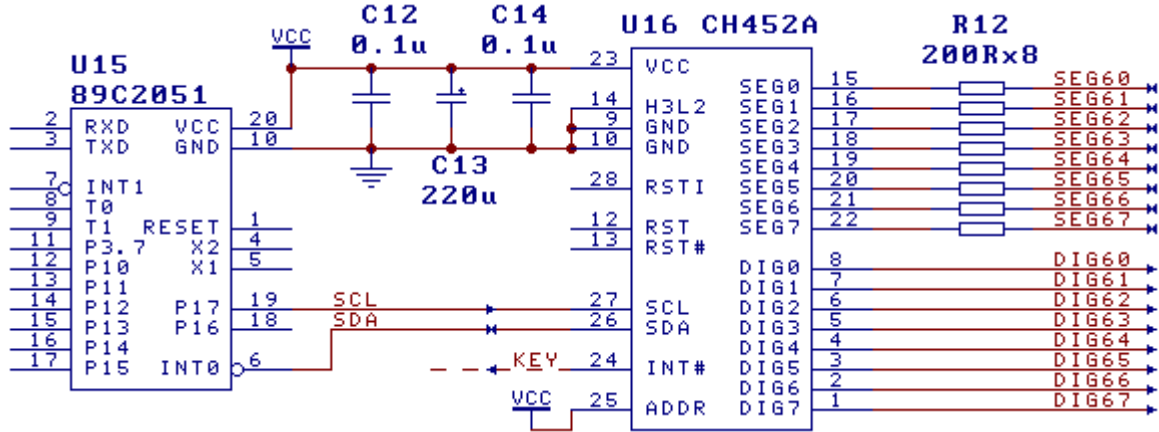 C12
0.1u
C14
0.1u
U16 CH452A
R12
200Rx8
VCC
U15
89C2051
2 RXD VCC 20
3 TXD GND 10
7 INT1
8 T0
9 T1 RESET 1
11 P3.7 X2 4
12 P10 X1 5
13 P11
14 P12 P17 19
15 P13 P16 18
16 P14
17 P15 INT0 6
C13
220u
SCL
SDA
KEY
VCC
23 VCC
14 H3L2
9 GND
10 GND
28 RSTI
12 RST
13 RST#
27 SCL
26 SDA
24 INT#
25 ADDR
SEG0 15 SEG60
SEG1 16 SEG61
SEG2 17 SEG62
SEG3 18 SEG63
SEG4 19 SEG64
SEG5 20 SEG65
SEG6 21 SEG66
SEG7 22 SEG67
DIG0 8 DIG60
DIG1 7 DIG61
DIG2 6 DIG62
DIG3 5 DIG63
DIG4 4 DIG64
DIG5 3 DIG65
DIG6 2 DIG66
DIG7 1 DIG67